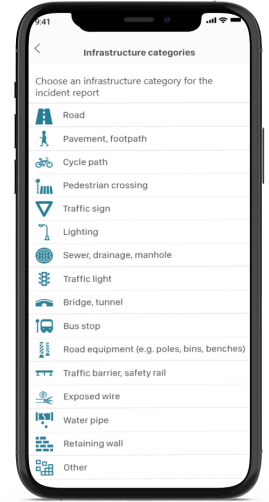 9:41
Infrastructure categories
Choose an infrastructure category for the
incident report
Road
Pavement, footpath
Cycle path
Pedestrian crossing
Traffic sign
Lighting
Sewer, drainage, manhole
Traffic light
Bridge, tunnel
Bus stop
Road equipment (e.g. poles, bins, benches)
Traffic barrier, safety rail
Exposed wire
Water pipe
Retaining wall
Other